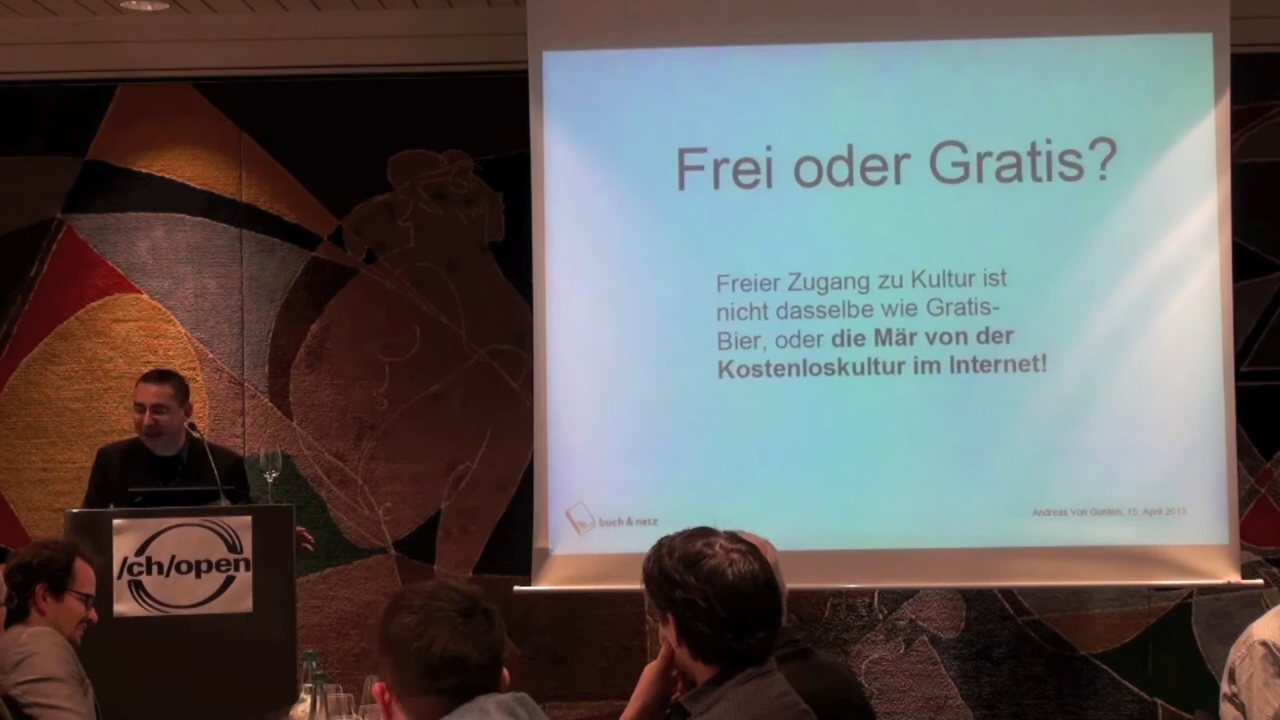 Frei oder Gratis?
Freier Zugang zu Kultur ist
nicht dasselbe wie Gratis-
Bier, oder die Mär von der
Kostenloskultur im Internet!
buch & netz
Andreas Von Gunten, 15. April 2013
/ch/open